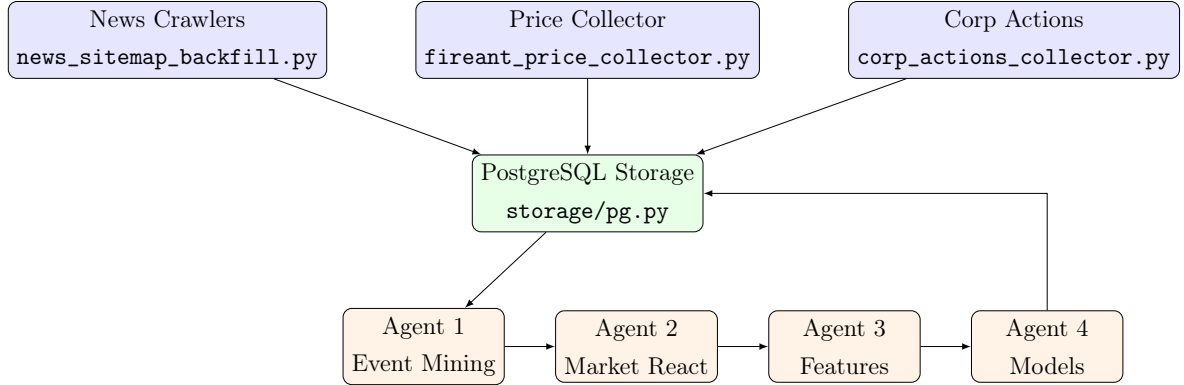 News Crawlers
news_sitemap_backfill.py
Price Collector
fireant_price_collector.py
Corp Actions
corp_actions_collector.py
PostgreSQL Storage
storage/pg.py
Agent 1
Event Mining
Agent 2
Market React
Agent 3
Features
Agent 4
Models